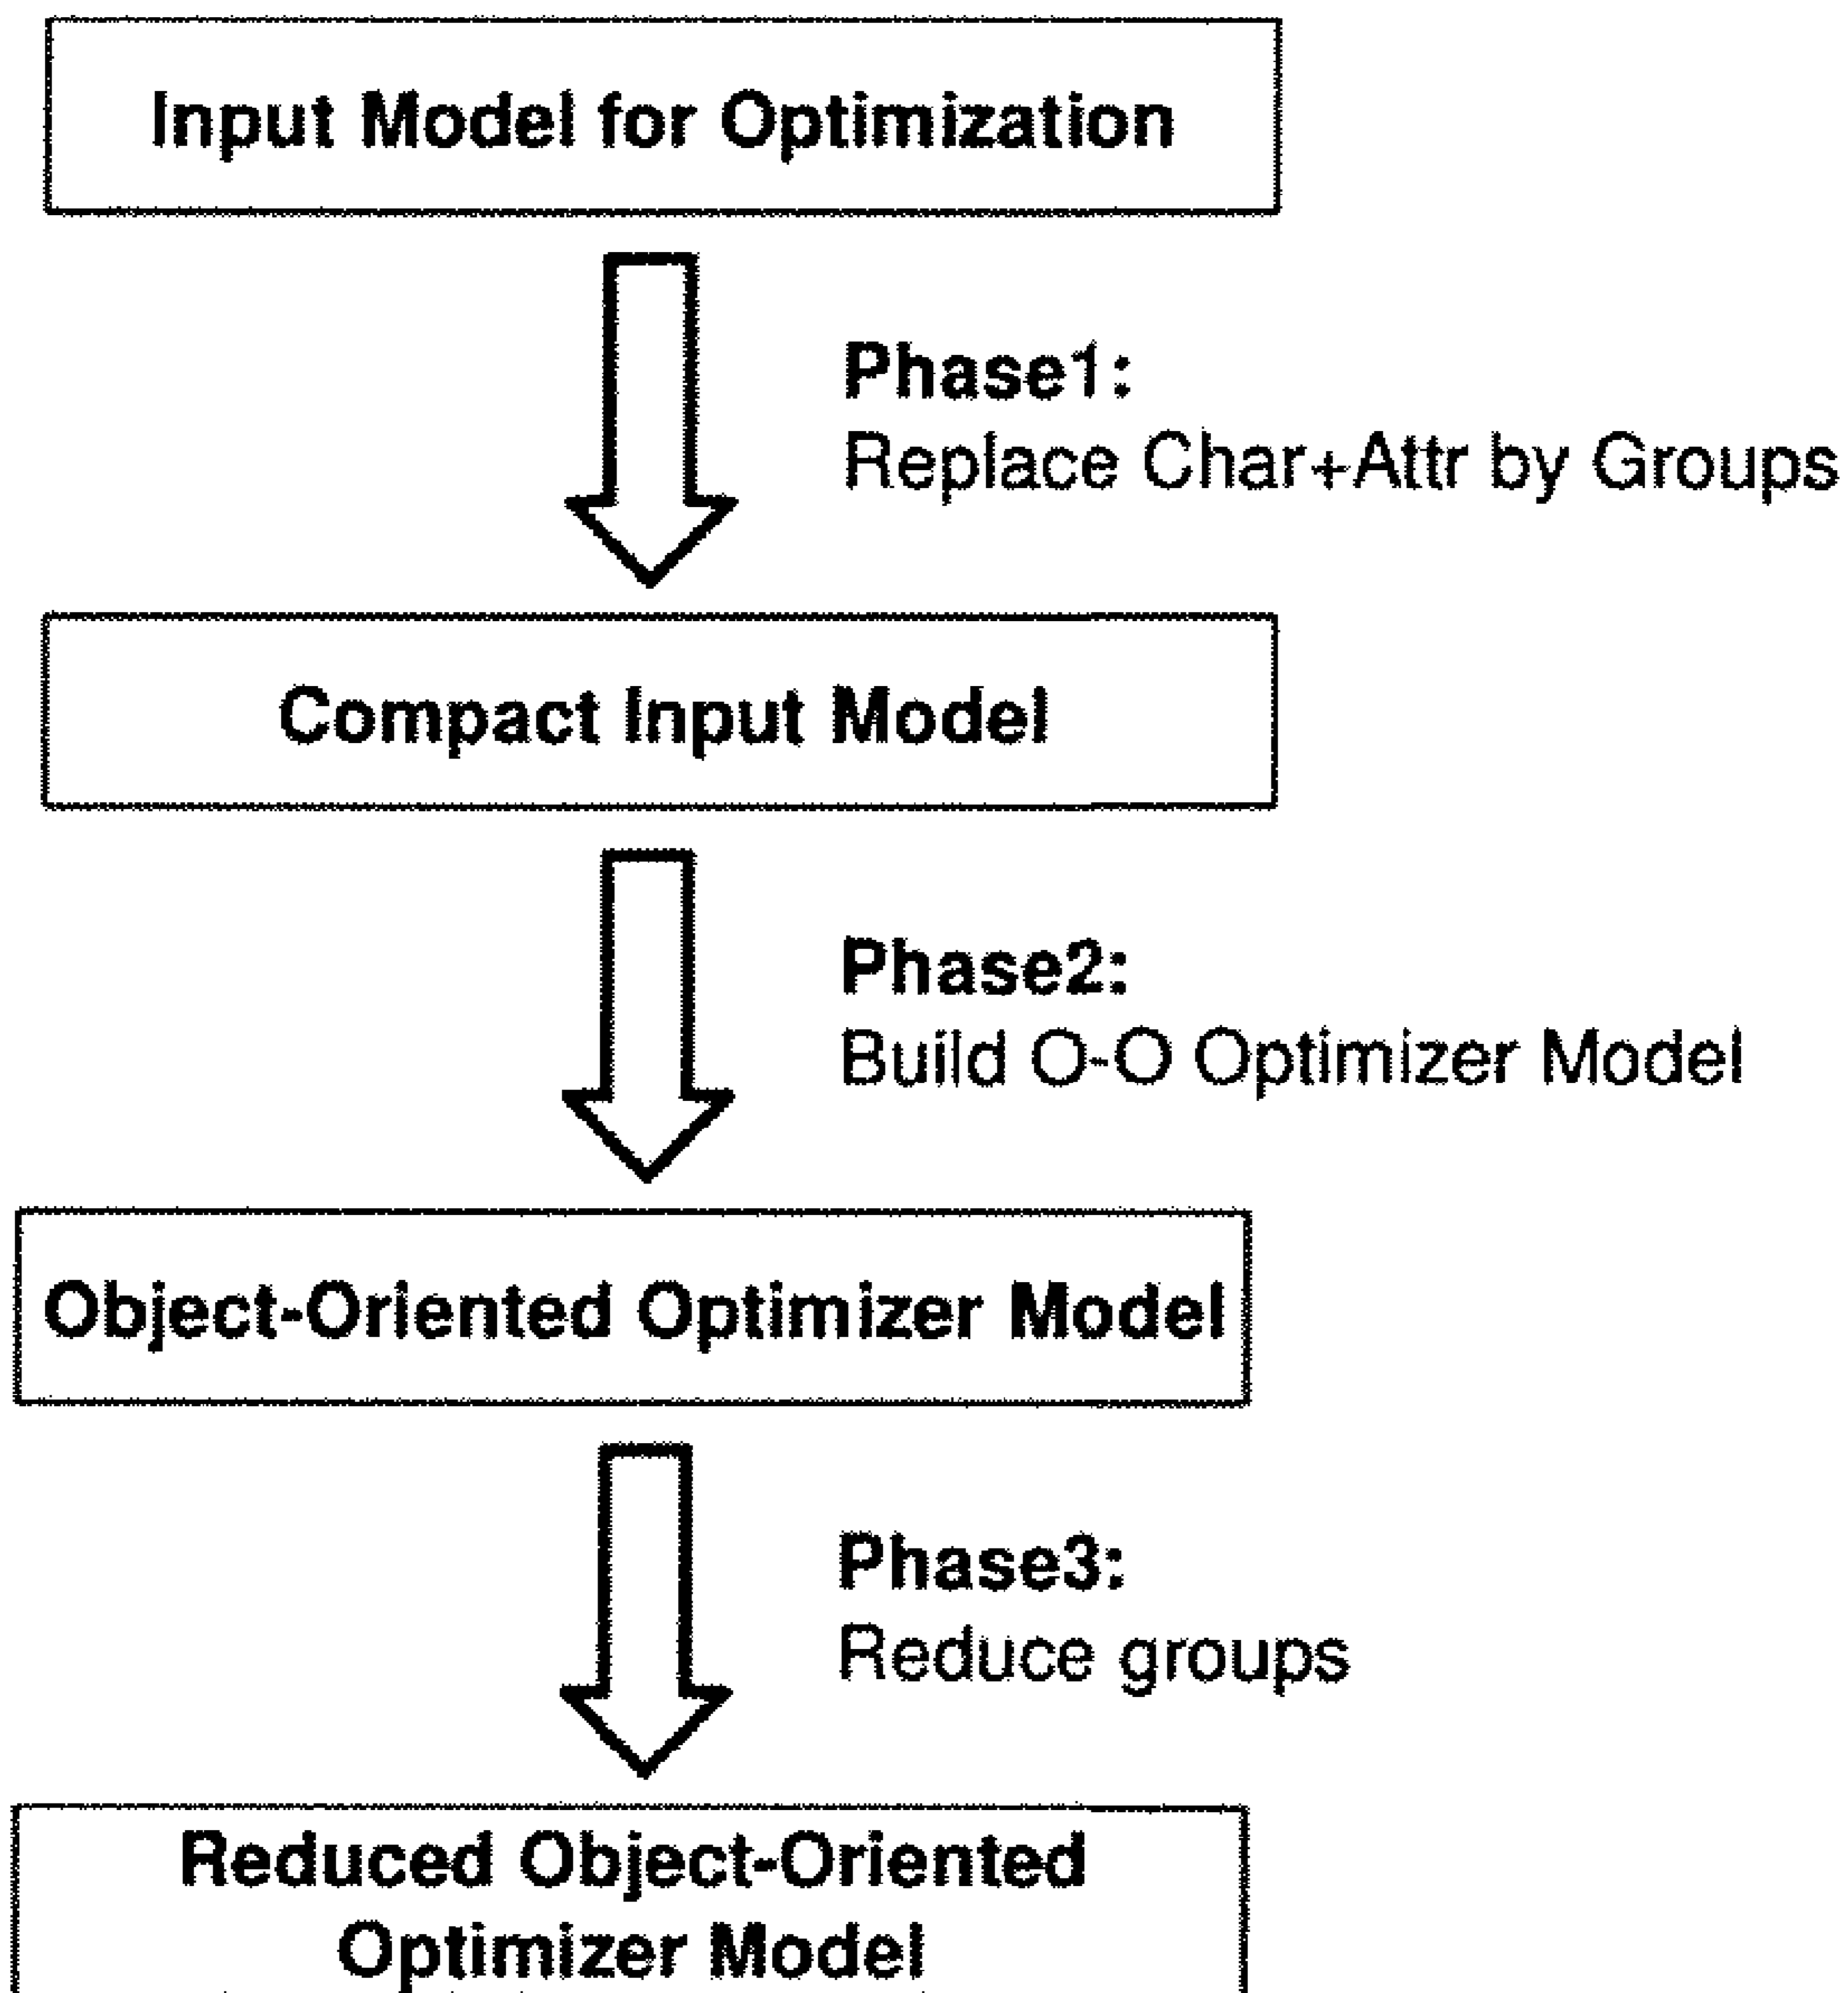 Input Model for Optimization
Phase1:
Replace Char+Attr by Groups
Compact Input Model
Phase2:
Build O-O Optimizer Model
Object-Oriented Optimizer Model
Phase3:
Reduce groups
Reduced Object-Oriented
Optimizer Model